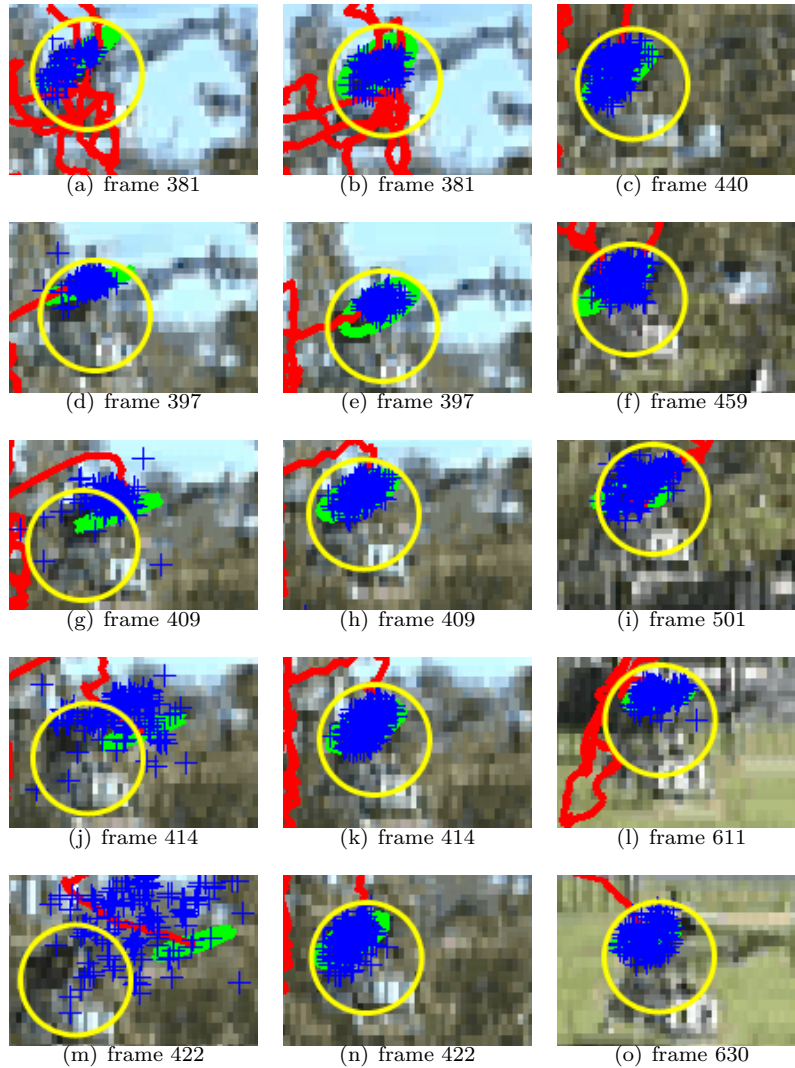 (a) frame 381
(b) frame 381
(c) frame 440
(d) frame 397
(e) frame 397
(f) frame 459
(g) frame 409
(h) frame 409
(i) frame 501
(j) frame 414
(k) frame 414
(l) frame 611
(m) frame 422
(n) frame 422
(o) frame 630